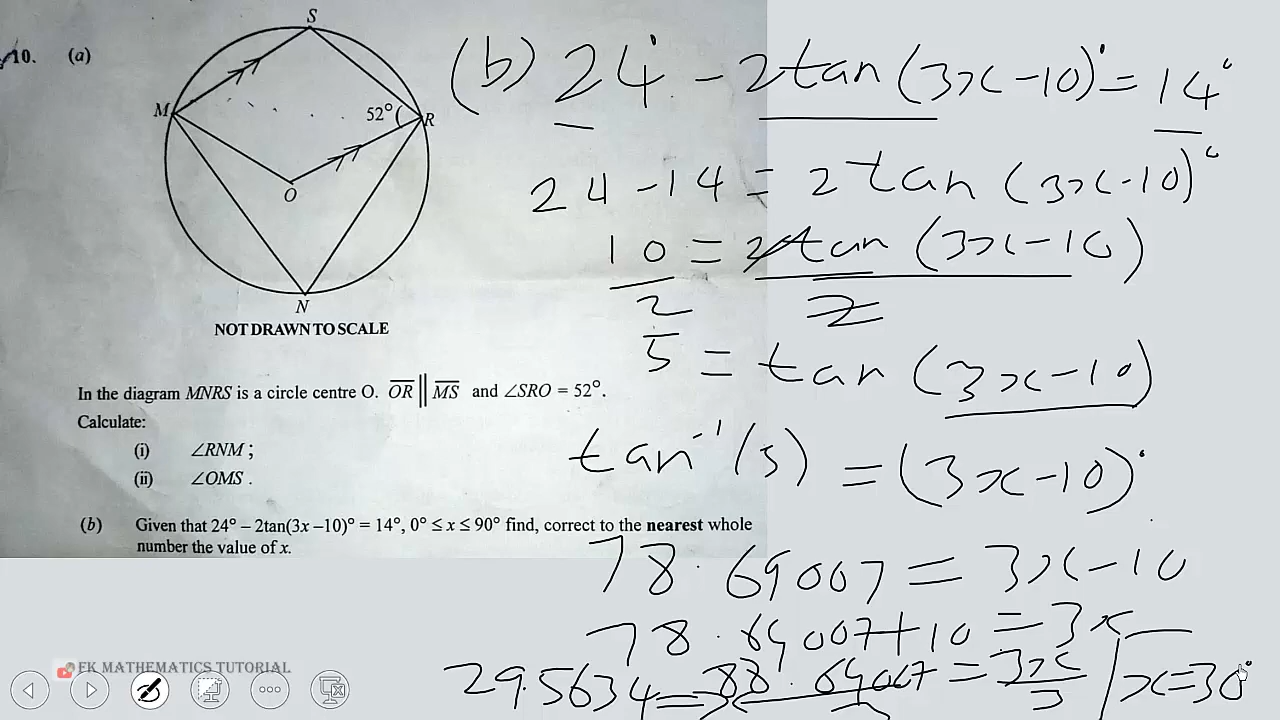 10. (a)
S
M
52°
R
O
N
NOT DRAWN TO SCALE
In the diagram MNRS is a circle centre O. OR || MS and ∠SRO = 52°.
Calculate:
(i) ∠RNM ;
(ii) ∠OMS .
(b) Given that 24° – 2tan(3x –10)° = 14°, 0° ≤ x ≤ 90° find, correct to the nearest whole
number the value of x.
(b) 24° - 2tan(3x-10)° = 14°
24 - 14 = 2tan(3x-10)°
10 = 2tan(3x-10)
2 2
5 = tan(3x-10)
tan⁻¹(5) = (3x-10)°
78.69007 = 3x-10
78.69007+10 = 3x
29.5634 = 88.69007 = 3x | x=30°
3 3
EK MATHEMATICS TUTORIAL